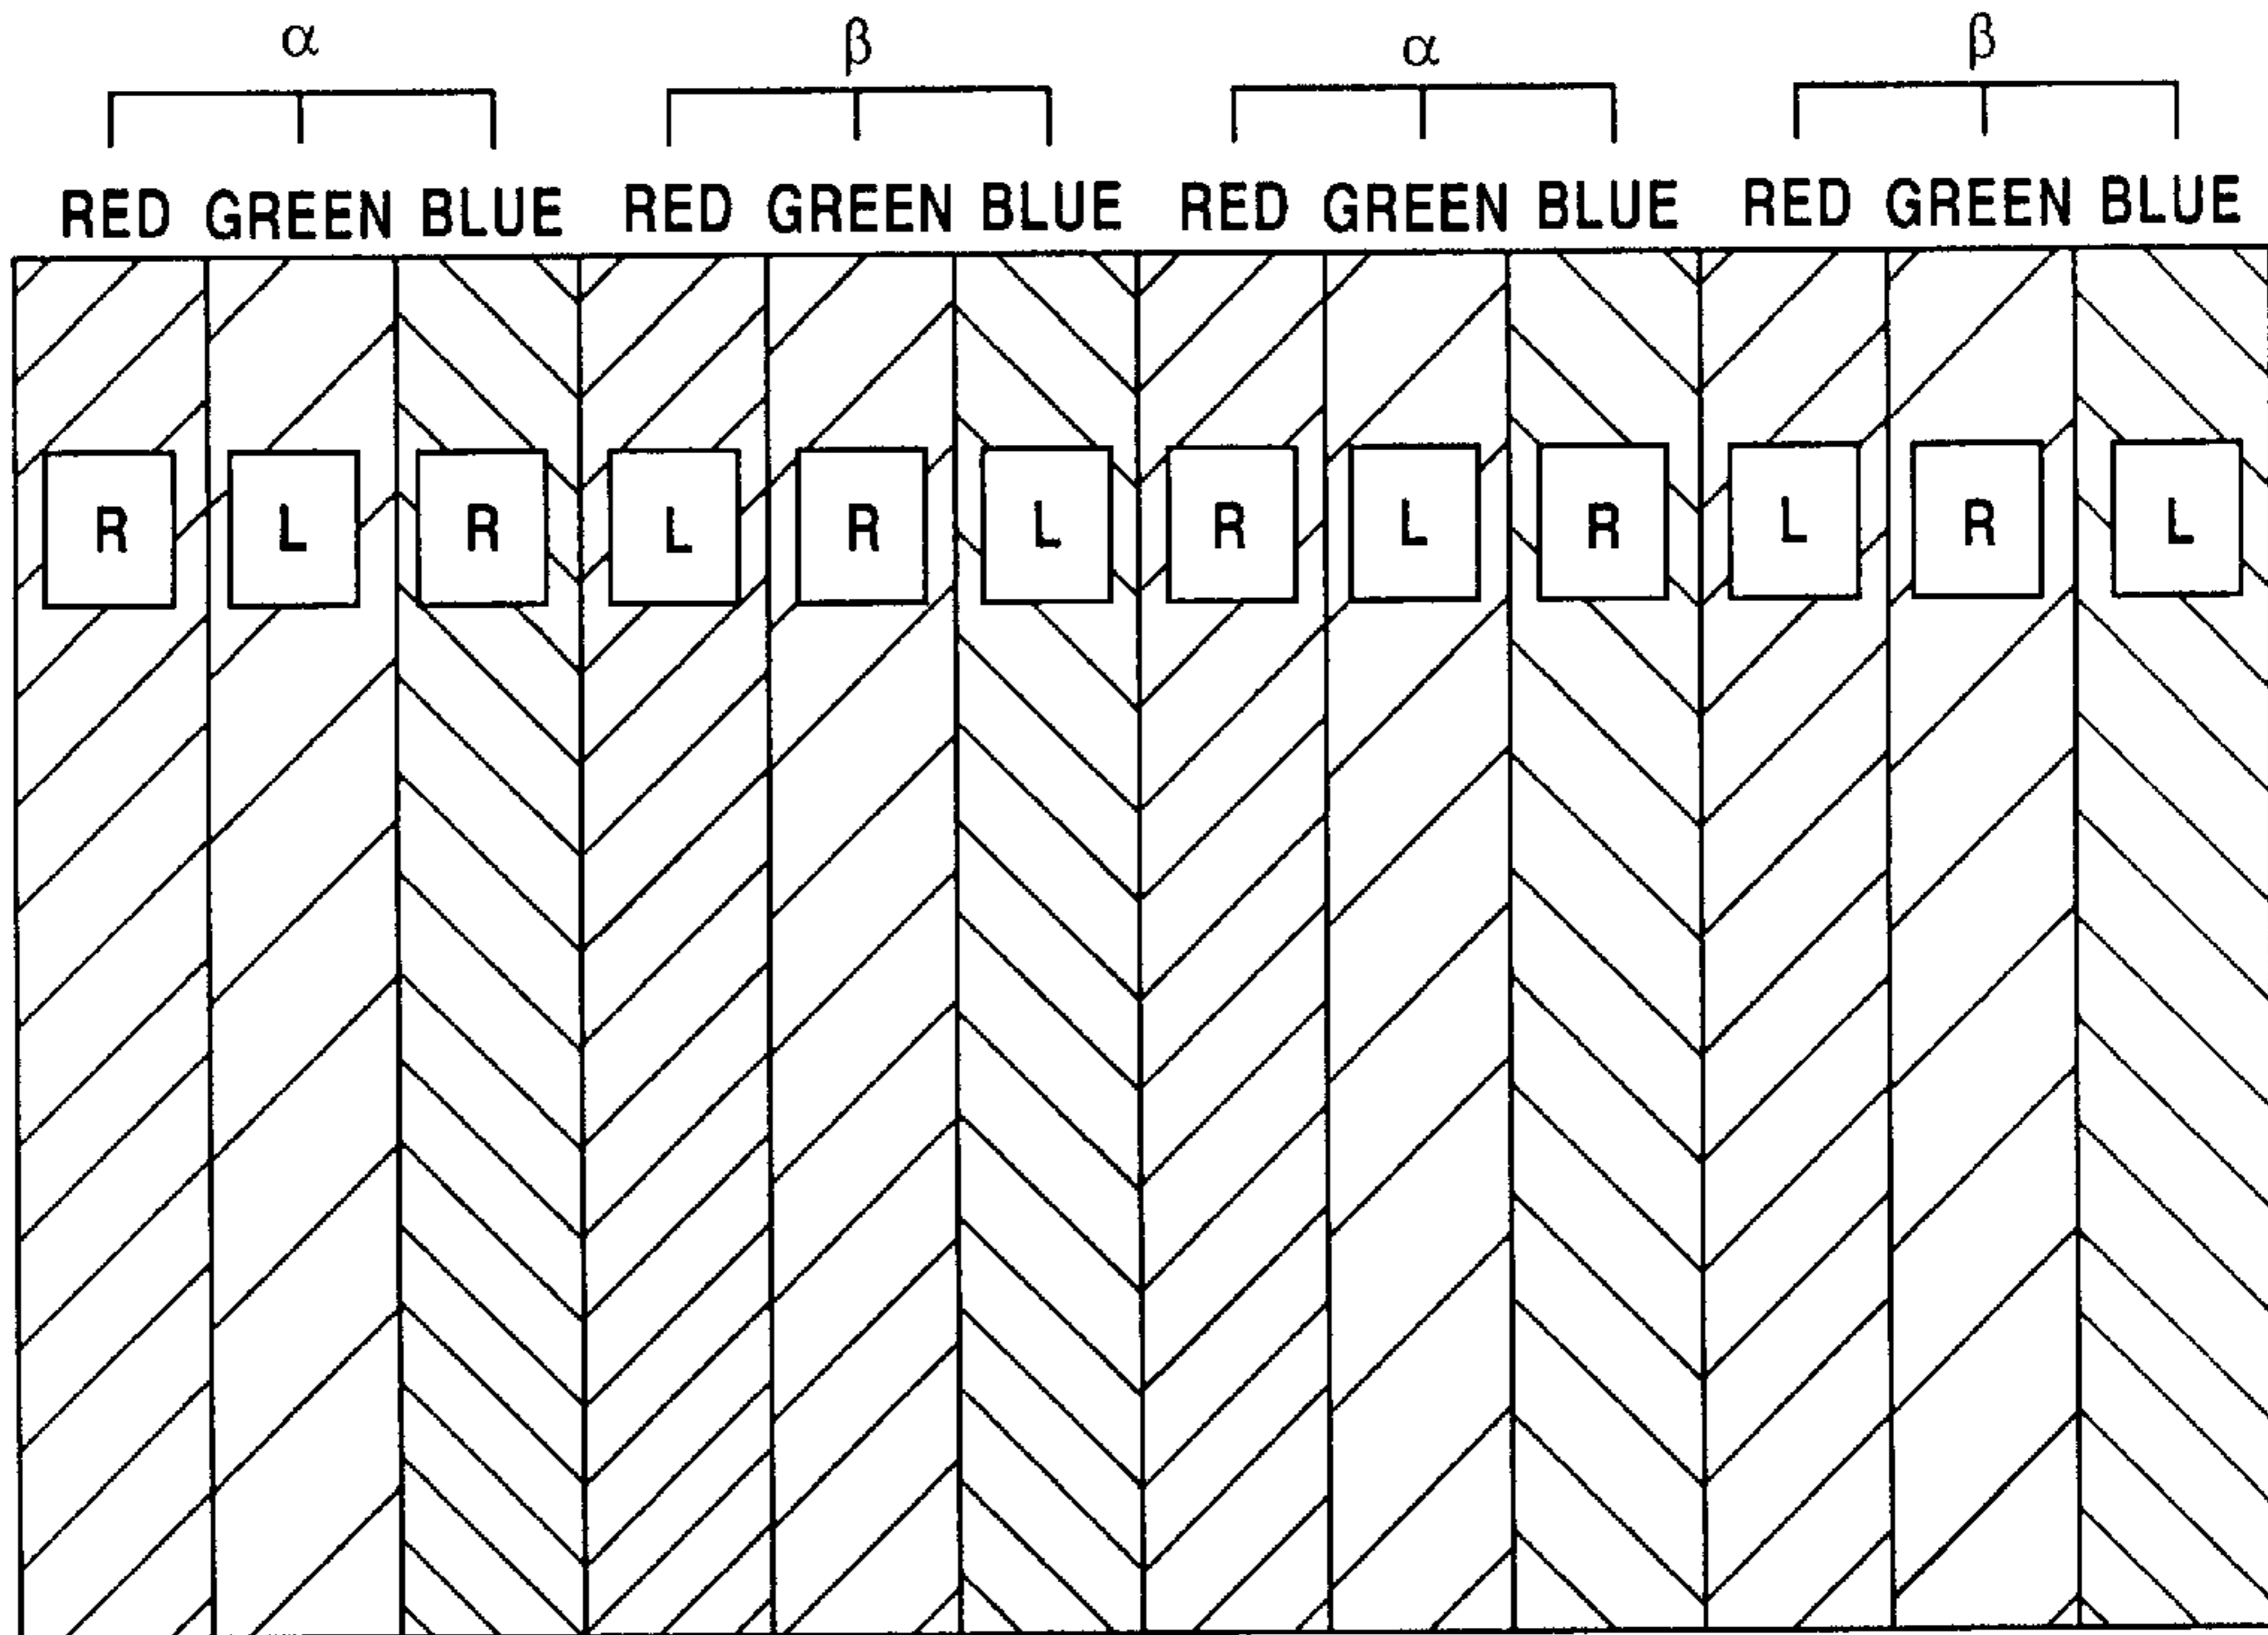 α β α β
RED GREEN BLUE RED GREEN BLUE RED GREEN BLUE RED GREEN BLUE
R L R L R L R L R L R L